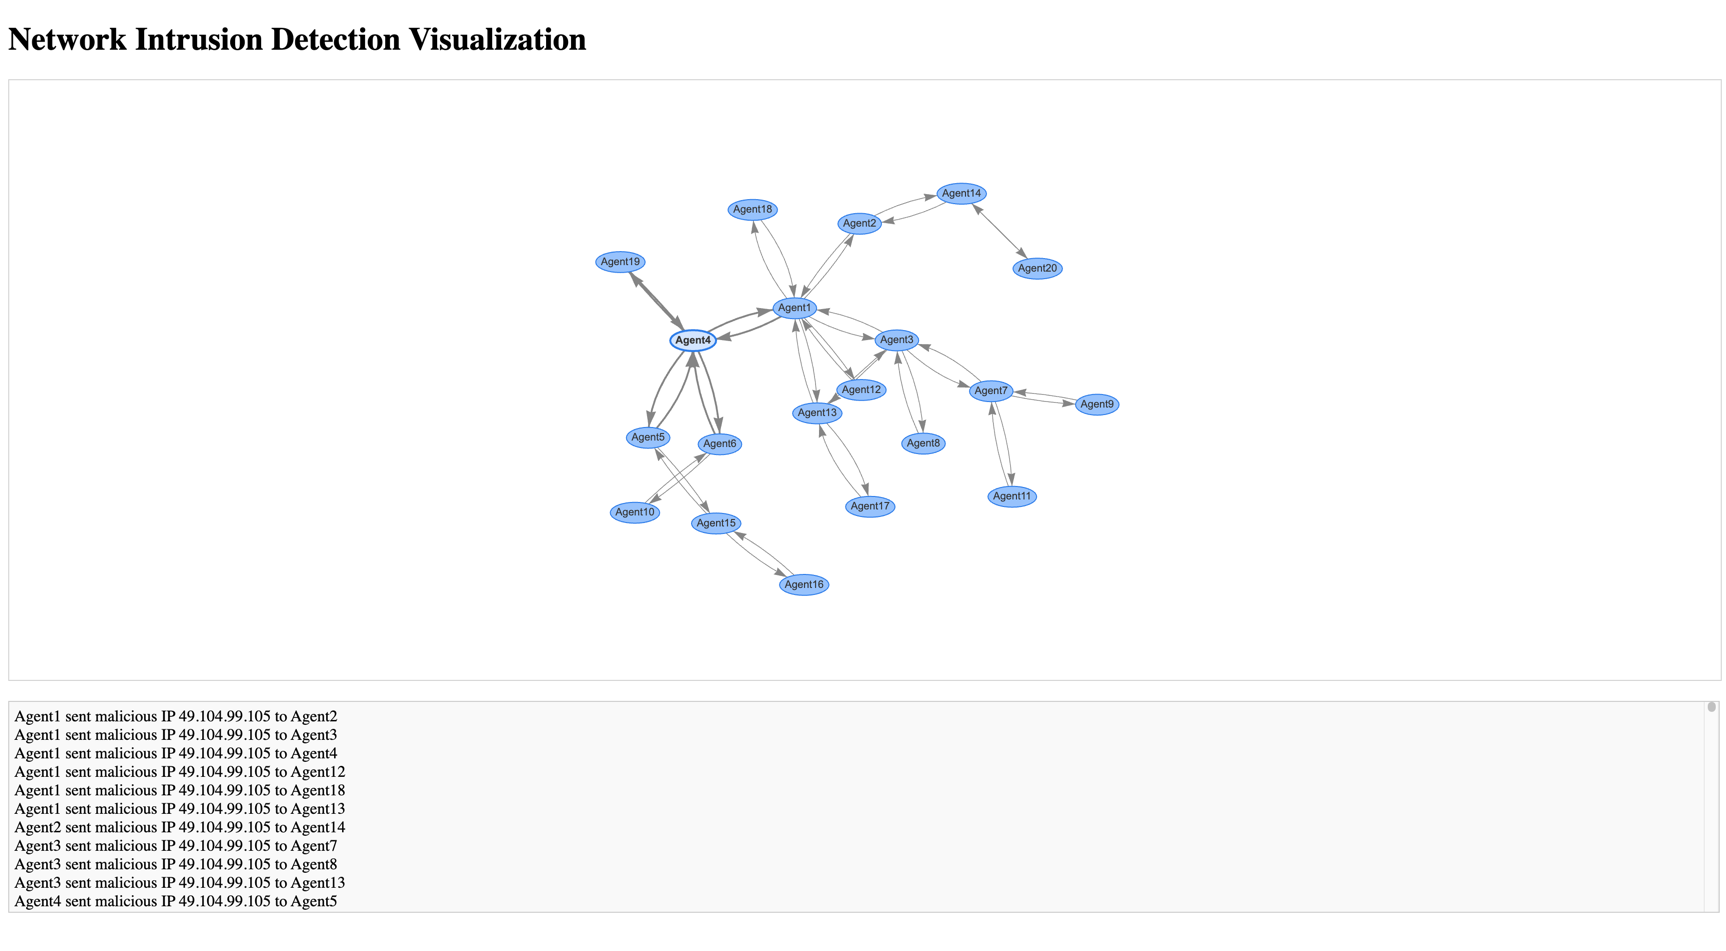 Network Intrusion Detection Visualization
Agent14
Agent18
Agent2
Agent19
Agent20
Agent1
Agent4
Agent3
Agent12
Agent7
Agent9
Agent13
Agent5
Agent6
Agent8
Agent11
Agent17
Agent10
Agent15
Agent16
Agent1 sent malicious IP 49.104.99.105 to Agent2
Agent1 sent malicious IP 49.104.99.105 to Agent3
Agent1 sent malicious IP 49.104.99.105 to Agent4
Agent1 sent malicious IP 49.104.99.105 to Agent12
Agent1 sent malicious IP 49.104.99.105 to Agent18
Agent1 sent malicious IP 49.104.99.105 to Agent13
Agent2 sent malicious IP 49.104.99.105 to Agent14
Agent3 sent malicious IP 49.104.99.105 to Agent7
Agent3 sent malicious IP 49.104.99.105 to Agent8
Agent3 sent malicious IP 49.104.99.105 to Agent13
Agent4 sent malicious IP 49.104.99.105 to Agent5